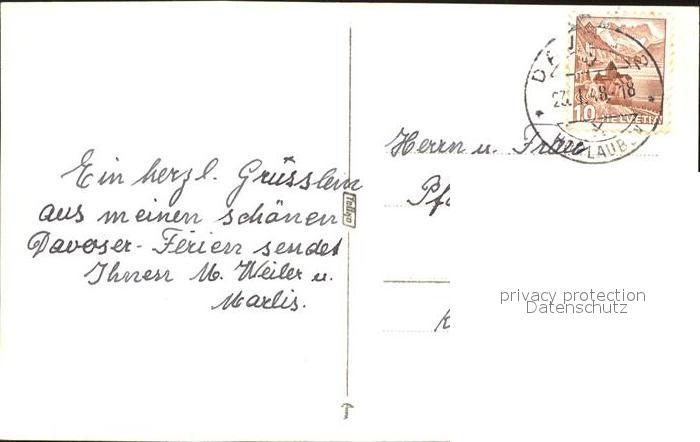 Ein herzl. Grüsslein
aus meinen schönen
Davoser-Ferien sendet
Ihnen M. Weiler u.
Marlis.
Herrn u. Frau
Pf
K
10 HELVETIA
privacy protection
Datenschutz